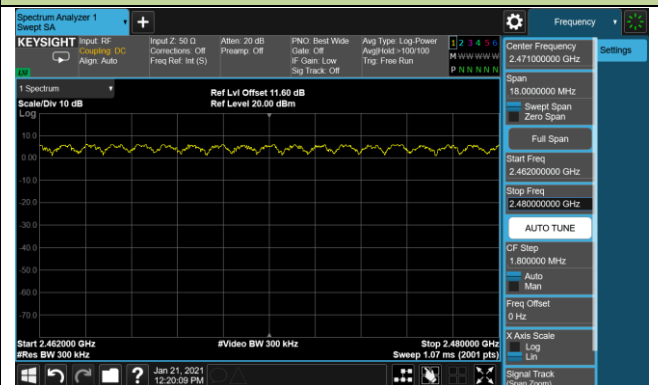 Spectrum Analyzer 1
Swept SA
Frequency
KEYSIGHT
Input: RF
Coupling: DC
Align: Auto
Input Z: 50 Ω
Corrections: Off
Freq Ref: Int (S)
Atten: 20 dB
Preamp: Off
PNO: Best Wide
Gate: Off
IF Gain: Low
Sig Track: Off
Avg Type: Log-Power
Avg|Hold:>100/100
Trig: Free Run
1 2 3 4 5 6
M W W W W W
P N N N N N
1 Spectrum
Scale/Div 10 dB
Log
Ref Lvl Offset 11.60 dB
Ref Level 20.00 dBm
10.0
0.00
-10.0
-20.0
-30.0
-40.0
-50.0
-60.0
-70.0
Start 2.462000 GHz
#Res BW 300 kHz
#Video BW 300 kHz
Stop 2.480000 GHz
Sweep 1.07 ms (2001 pts)
Center Frequency
2.471000000 GHz
Settings
Span
18.0000000 MHz
Swept Span
Zero Span
Full Span
Start Freq
2.462000000 GHz
Stop Freq
2.480000000 GHz
AUTO TUNE
CF Step
1.800000 MHz
Auto
Man
Freq Offset
0 Hz
X Axis Scale
Log
Lin
Signal Track
(Span Zoom)
Jan 21, 2021
12:20:09 PM